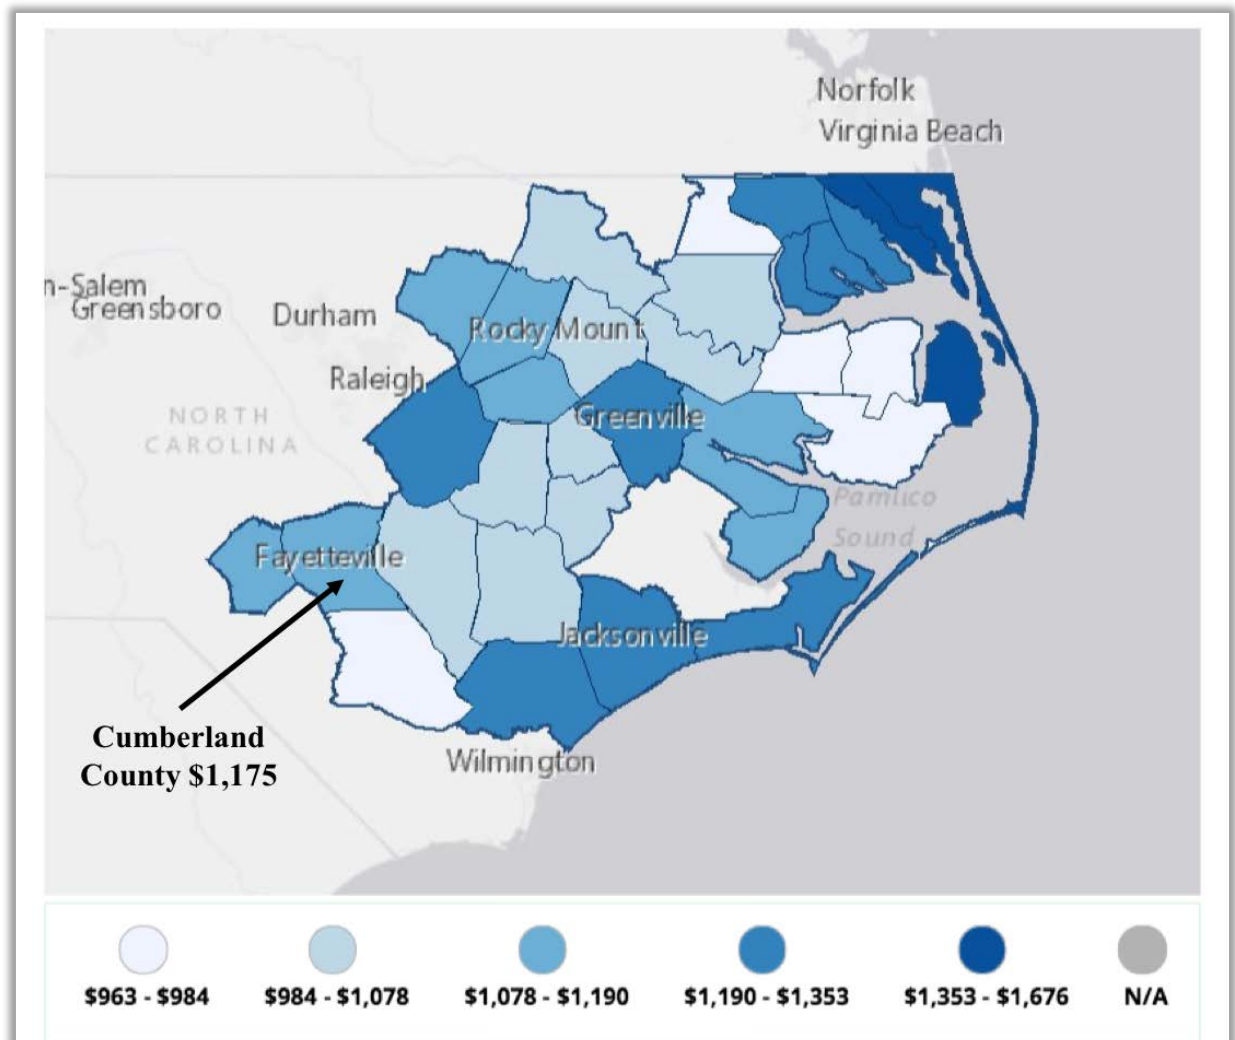 Norfolk
Virginia Beach
n-Salem
Greensboro
Durham
Rocky Mount
Raleigh
NORTH
CAROLINA
Greenville
Pamlico
Sound
Fayetteville
Jacksonville
Cumberland
County $1,175
Wilmington
$963 - $984
$984 - $1,078
$1,078 - $1,190
$1,190 - $1,353
$1,353 - $1,676
N/A